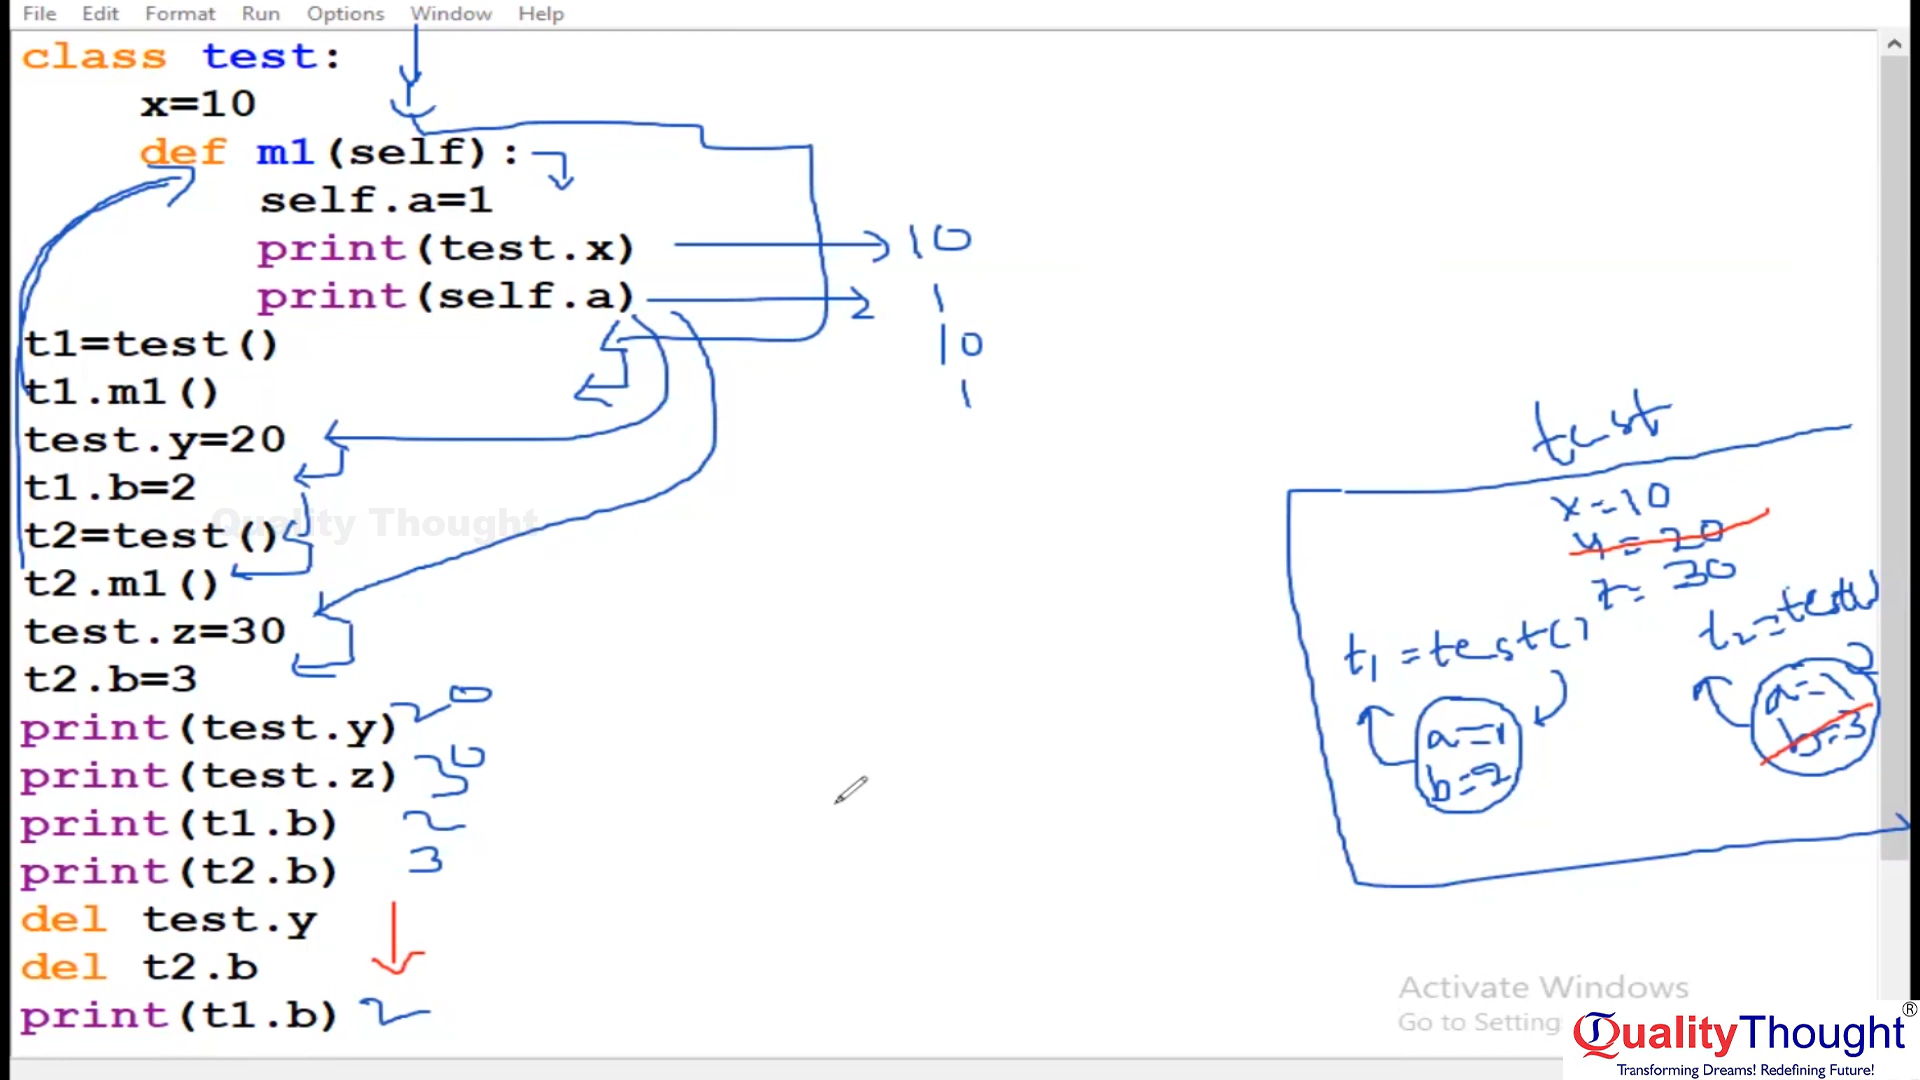 File Edit Format Run Options Window Help
class test:
x=10
def m1(self):
self.a=1
print(test.x) 10
print(self.a) 1
10
t1=test()
t1.m1() 1
test.y=20
t1.b=2
Quality Thought
t2=test()
t2.m1()
test.z=30
t2.b=3
print(test.y) 20
print(test.z) 30
print(t1.b) 2
print(t2.b) 3
del test.y
del t2.b
print(t1.b) 2
test
x=10
y=20
z=30
t1=test()
t2=test()
a=1
b=2
a=1
b=3
Activate Windows
Go to Setting
QualityThought®
Transforming Dreams! Redefining Future!